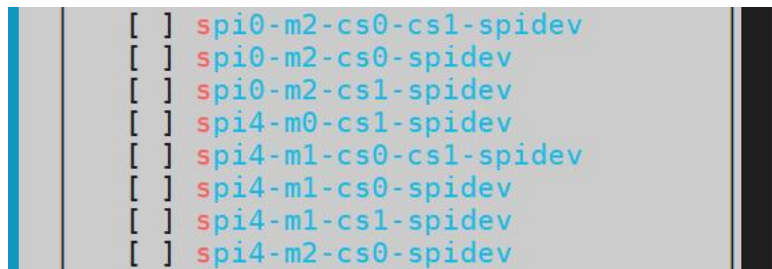 [ ] spi0-m2-cs0-cs1-spidev
[ ] spi0-m2-cs0-spidev
[ ] spi0-m2-cs1-spidev
[ ] spi4-m0-cs1-spidev
[ ] spi4-m1-cs0-cs1-spidev
[ ] spi4-m1-cs0-spidev
[ ] spi4-m1-cs1-spidev
[ ] spi4-m2-cs0-spidev